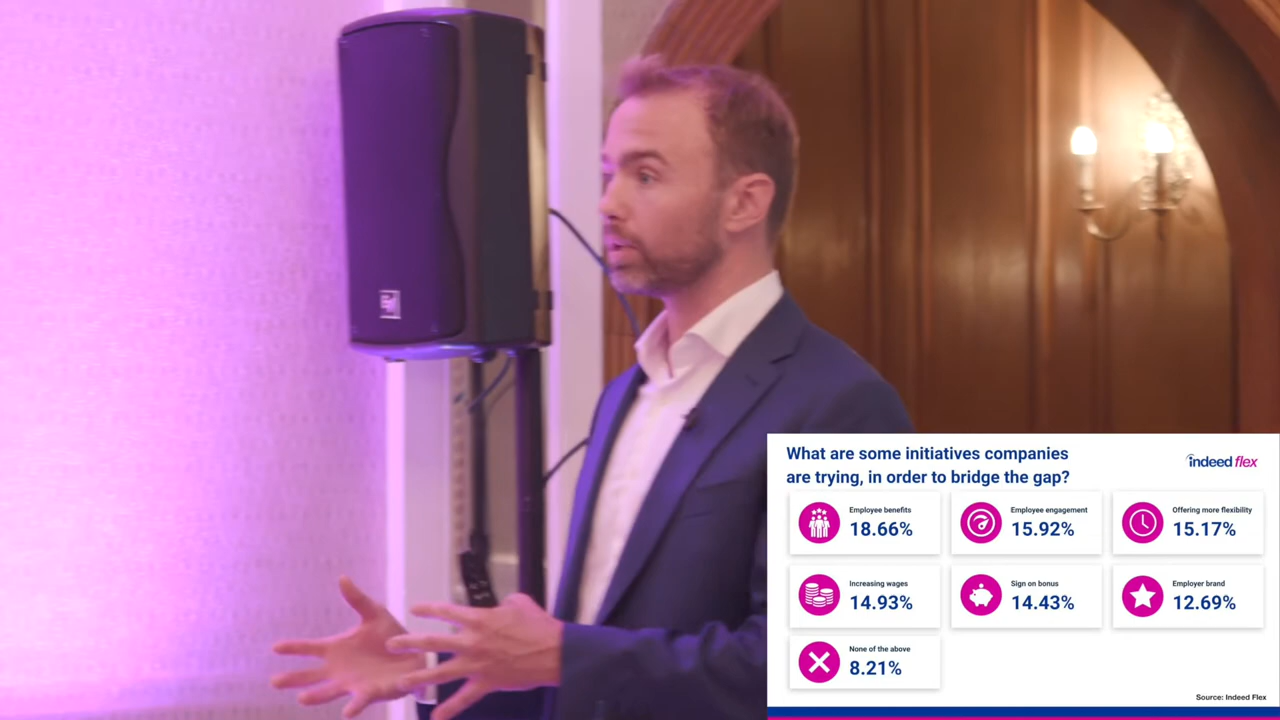 What are some initiatives companies
are trying, in order to bridge the gap?
indeed flex
Employee benefits
18.66%
Employee engagement
15.92%
Offering more flexibility
15.17%
Increasing wages
14.93%
Sign on bonus
14.43%
Employer brand
12.69%
None of the above
8.21%
Source: Indeed Flex